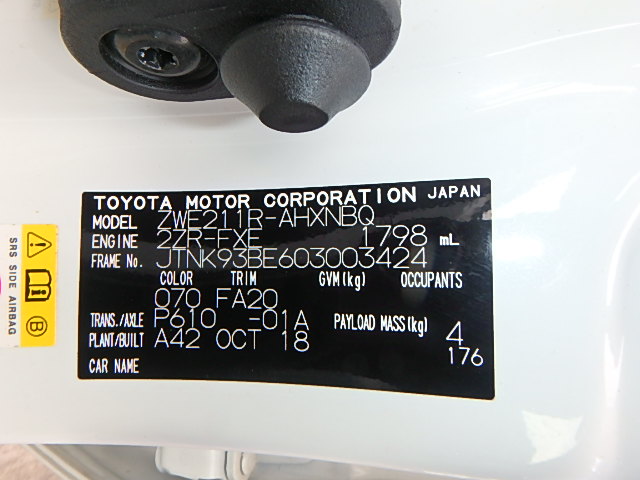 TOYOTA MOTOR CORPORATION JAPAN
MODEL ZWE211R-AHXNBQ
ENGINE 2ZR-FXE 1798 mL
FRAME No. JTNK93BE603003424
COLOR TRIM GVM(kg) OCCUPANTS
070 FA20
TRANS./AXLE P610 -01A PAYLOAD MASS(kg) 4
PLANT/BUILT A42 OCT 18 176
CAR NAME
SRS SIDE AIRBAG
B